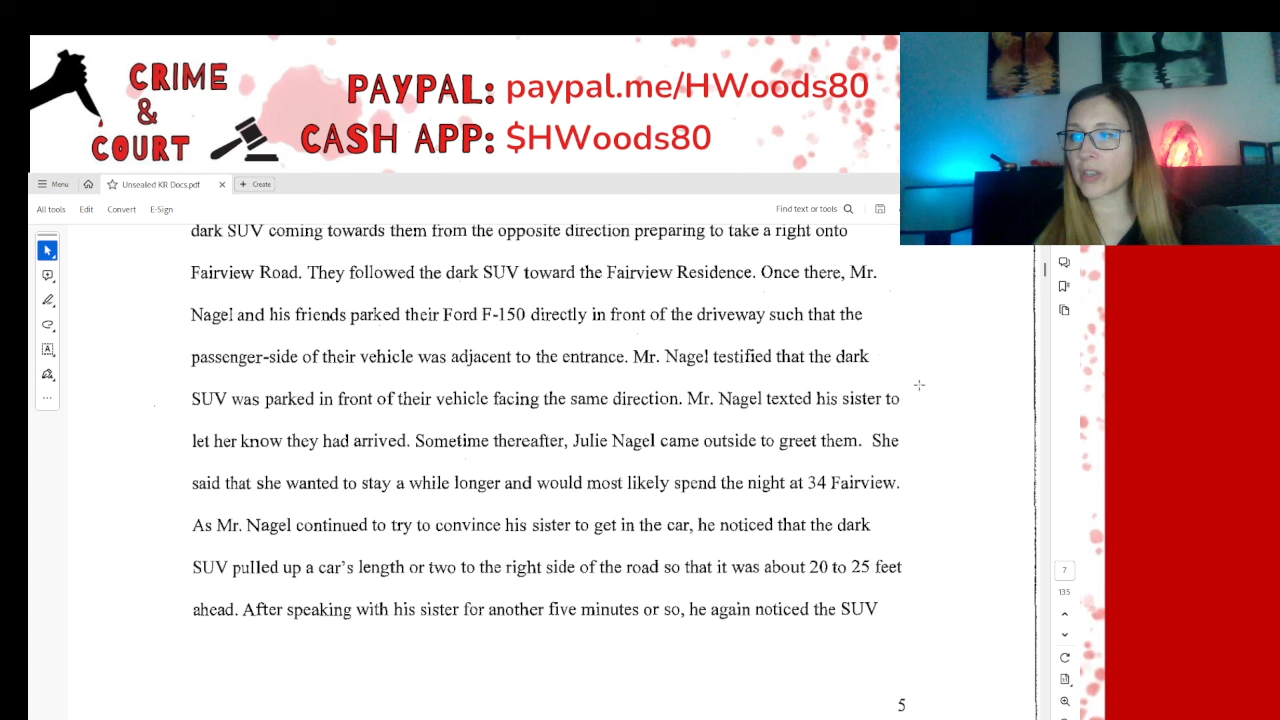 CRIME
&
COURT
PAYPAL: paypal.me/HWoods80
CASH APP: $HWoods80
Menu
Unsealed KR Docs.pdf
Create
All tools
Edit
Convert
E-Sign
Find text or tools
dark SUV coming towards them from the opposite direction preparing to take a right onto
Fairview Road. They followed the dark SUV toward the Fairview Residence. Once there, Mr.
Nagel and his friends parked their Ford F-150 directly in front of the driveway such that the
passenger-side of their vehicle was adjacent to the entrance. Mr. Nagel testified that the dark
SUV was parked in front of their vehicle facing the same direction. Mr. Nagel texted his sister to
let her know they had arrived. Sometime thereafter, Julie Nagel came outside to greet them. She
said that she wanted to stay a while longer and would most likely spend the night at 34 Fairview.
As Mr. Nagel continued to try to convince his sister to get in the car, he noticed that the dark
SUV pulled up a car's length or two to the right side of the road so that it was about 20 to 25 feet
ahead. After speaking with his sister for another five minutes or so, he again noticed the SUV
5
7
135